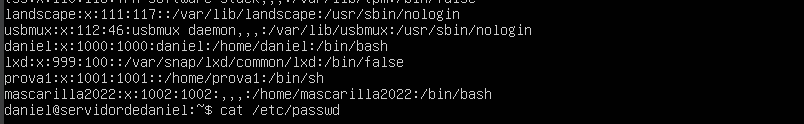 landscape:x:111:117::/var/lib/landscape:/usr/sbin/nologin
usbmux:x:112:46:usbmux daemon,,,:/var/lib/usbmux:/usr/sbin/nologin
daniel:x:1000:1000:daniel:/home/daniel:/bin/bash
lxd:x:999:100::/var/snap/lxd/common/lxd:/bin/false
prova1:x:1001:1001::/home/prova1:/bin/sh
mascarilla2022:x:1002:1002:,,,:/home/mascarilla2022:/bin/bash
daniel@servidordedaniel:~$ cat /etc/passwd